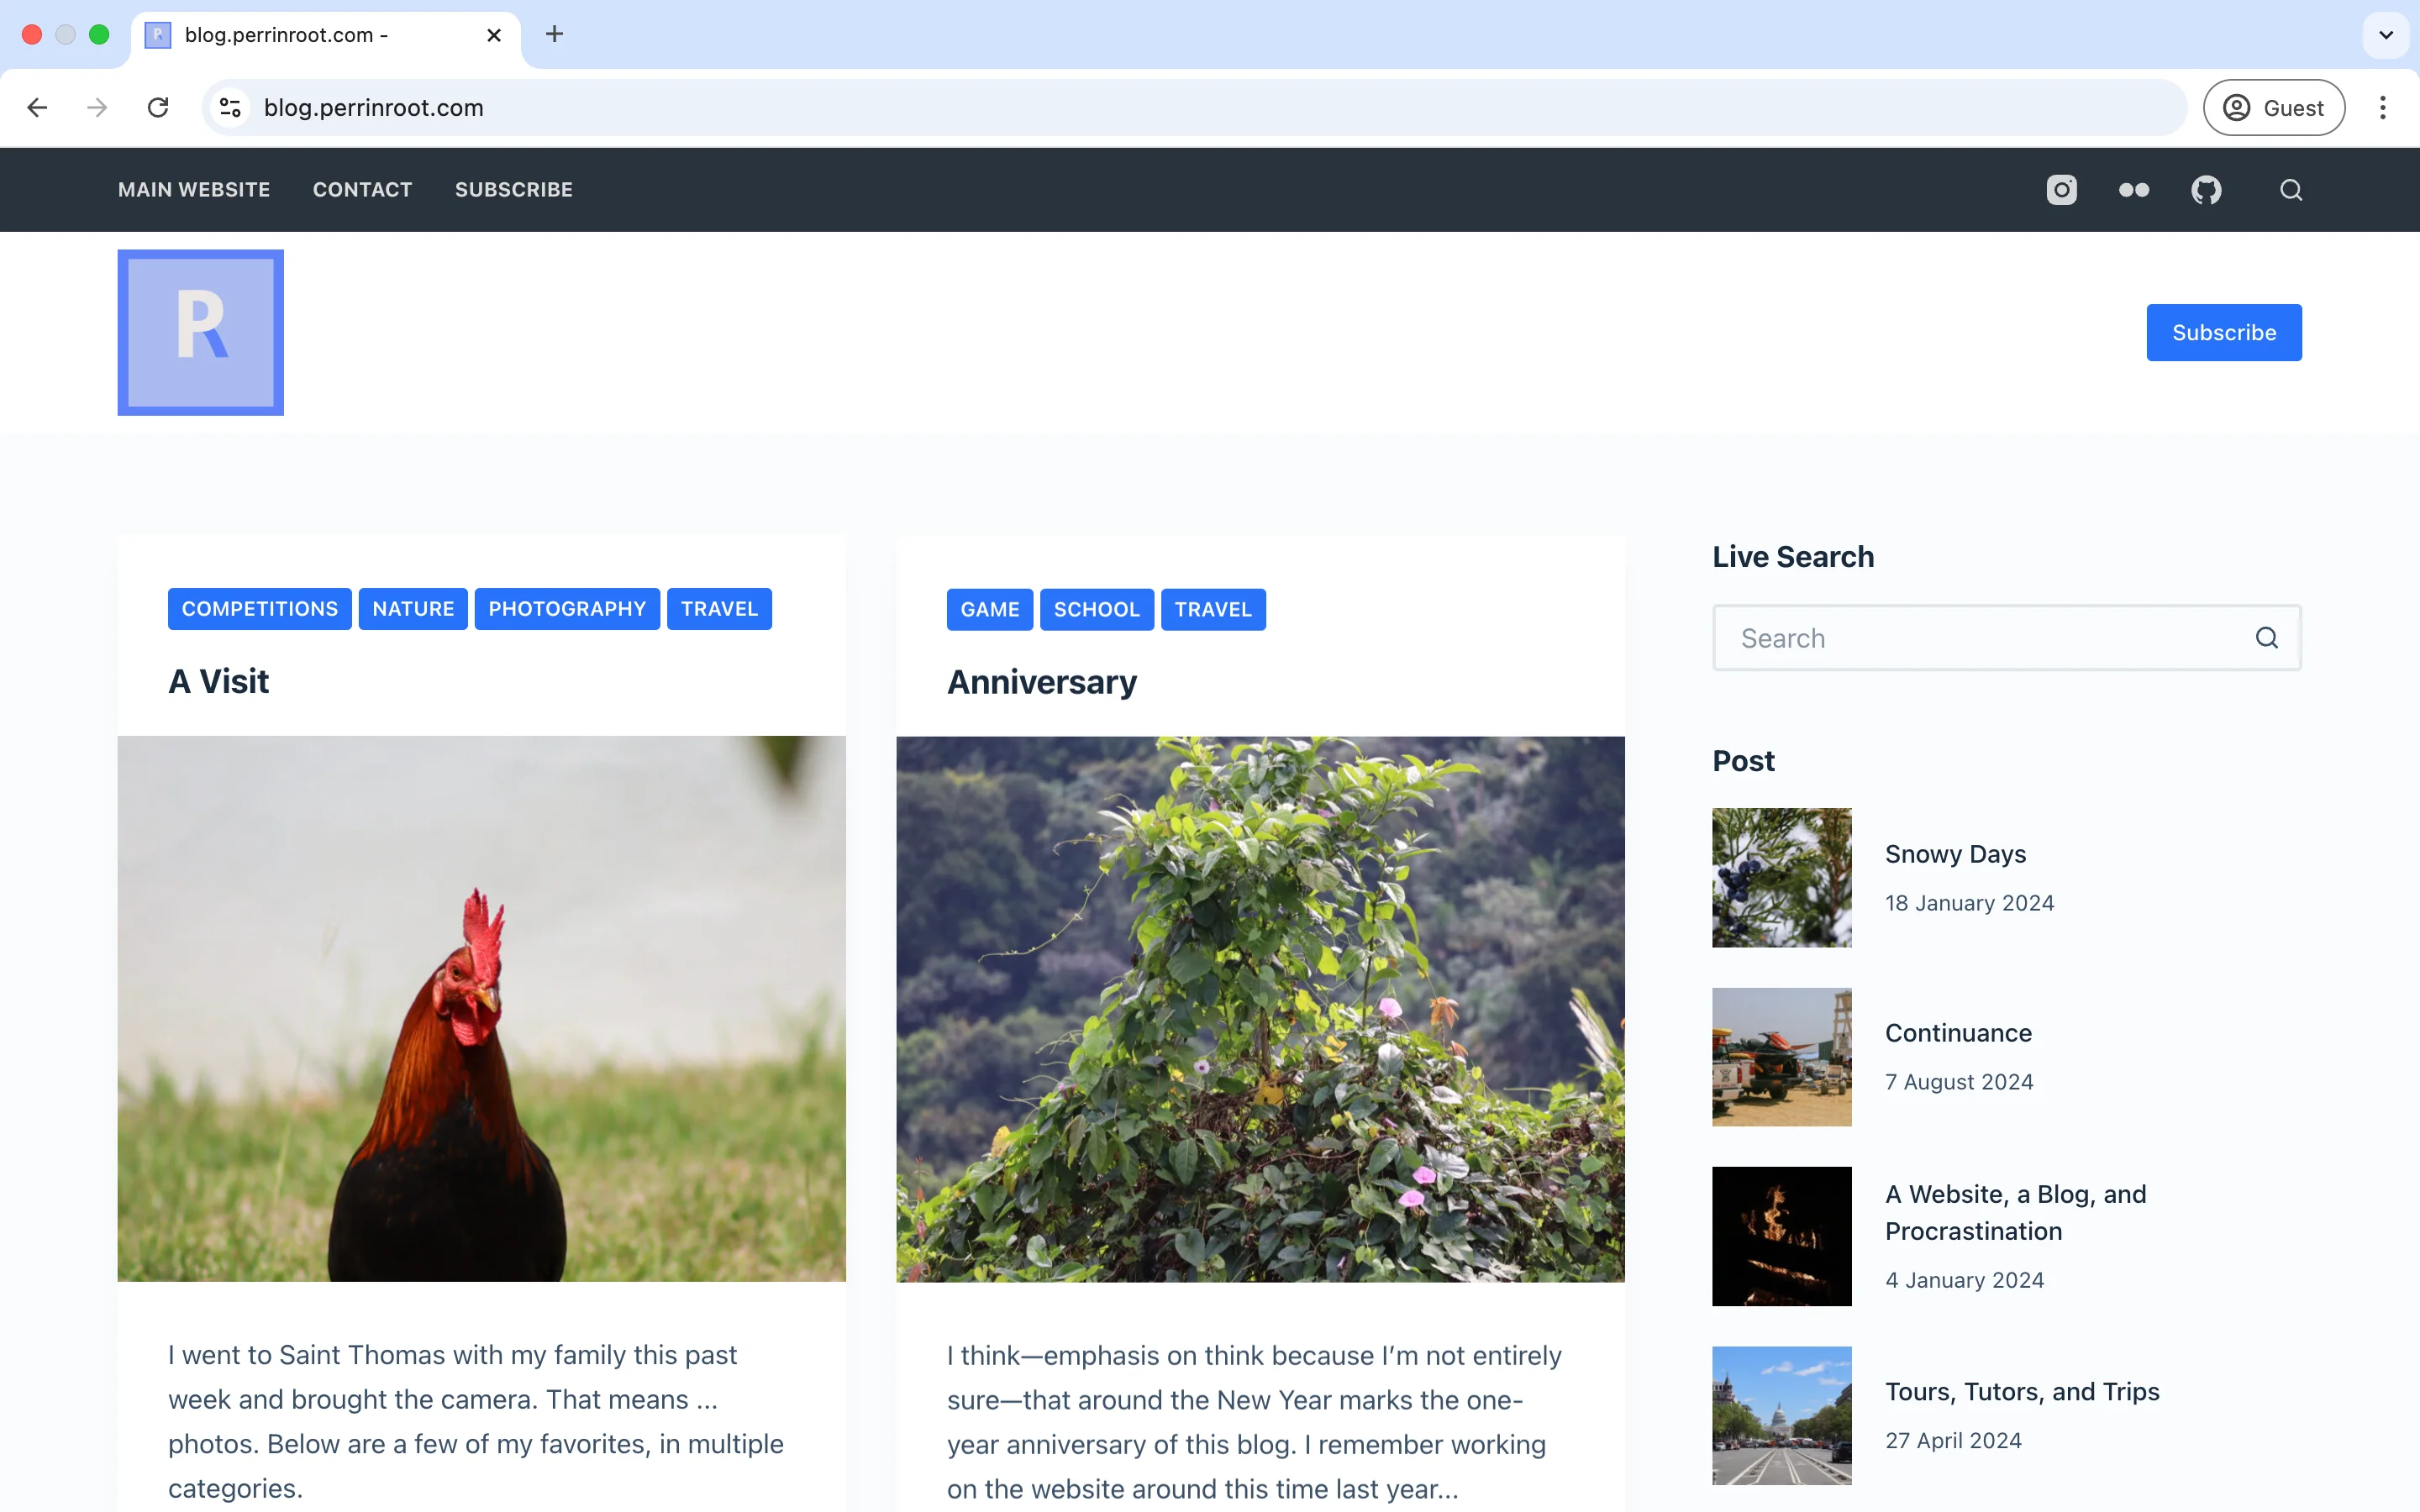 blog.perrinroot.com -
blog.perrinroot.com
Guest
MAIN WEBSITE CONTACT SUBSCRIBE
R
Subscribe
COMPETITIONS NATURE PHOTOGRAPHY TRAVEL
A Visit
I went to Saint Thomas with my family this past
week and brought the camera. That means ...
photos. Below are a few of my favorites, in multiple
categories.
GAME SCHOOL TRAVEL
Anniversary
I think—emphasis on think because I’m not entirely
sure—that around the New Year marks the one-
year anniversary of this blog. I remember working
on the website around this time last year...
Live Search
Search
Post
Snowy Days
18 January 2024
Continuance
7 August 2024
A Website, a Blog, and
Procrastination
4 January 2024
Tours, Tutors, and Trips
27 April 2024